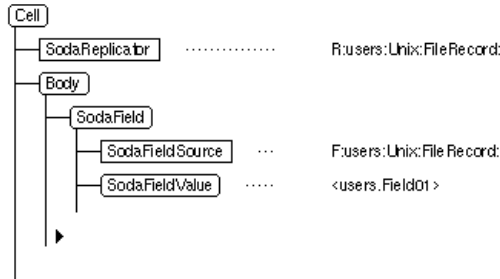 Cell
SodaReplicator ............... R:users:Unix:FileRecord:
Body
SodaField
SodaFieldSource ... F:users:Unix:FileRecord:
SodaFieldValue ..... <users.Field01>